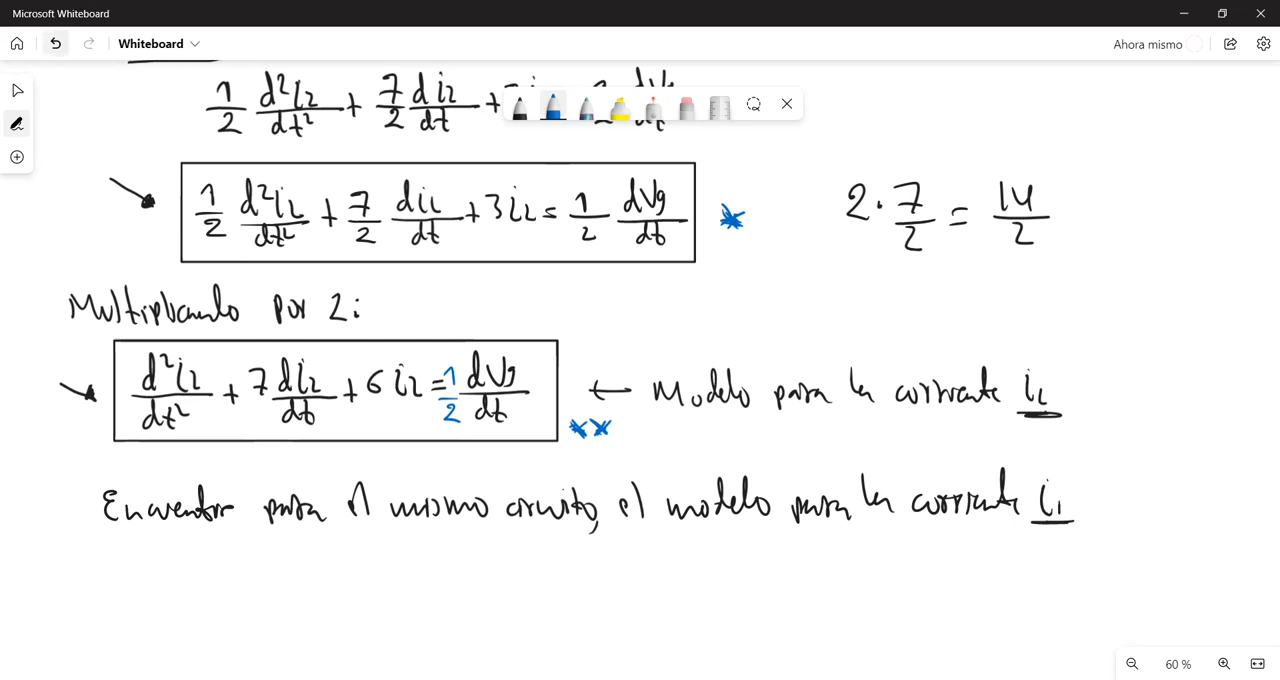 Microsoft Whiteboard
Whiteboard
Ahora mismo
1/2 d²i₂/dt² + 7/2 di₂/dt +
1/2 d²i₂/dt² + 7/2 di₂/dt + 3i₂ = 1/2 dVg/dt *
2 · 7/2 = 14/2
Multiplicando por 2:
d²i₂/dt² + 7 di₂/dt + 6 i₂ = 1/2 dVg/dt ← Modelo para la corriente i₂
**
Encuentre para el mismo circuito, el modelo para la corriente i₁
60 %